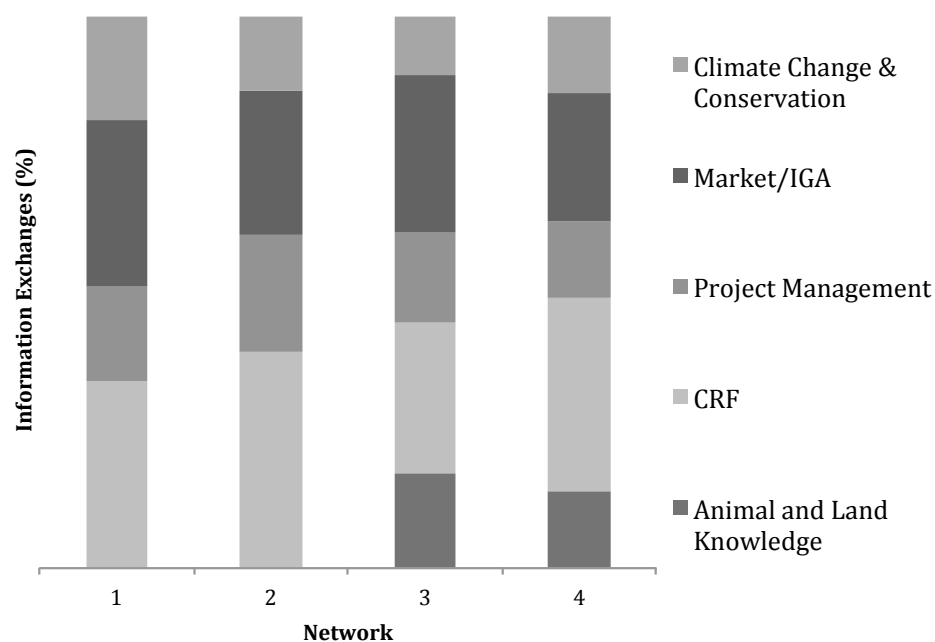 Information Exchanges (%)
Climate Change &
Conservation
Market/IGA
Project Management
CRF
Animal and Land
Knowledge
1 2 3 4
Network